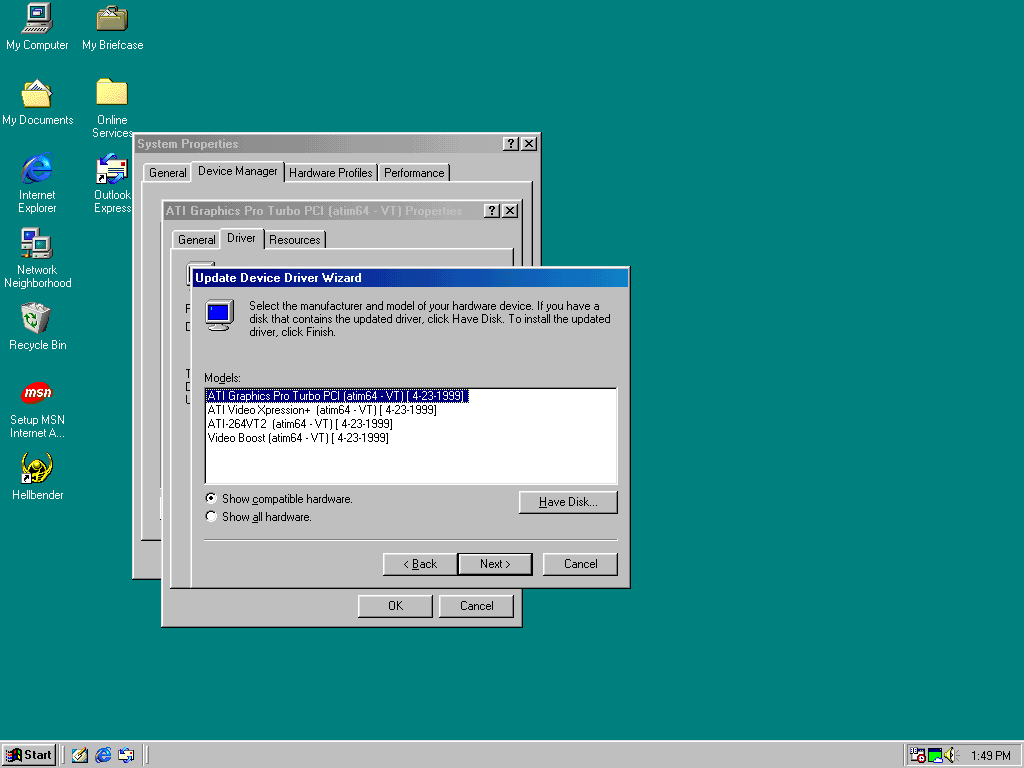 My Computer
My Briefcase
My Documents
Online
Services
Internet
Explorer
Outlook
Express
Network
Neighborhood
Recycle Bin
msn
Setup MSN
Internet A...
Hellbender
System Properties
General
Device Manager
Hardware Profiles
Performance
ATI Graphics Pro Turbo PCI (atim64 - VT) Properties
General
Driver
Resources
Update Device Driver Wizard
Select the manufacturer and model of your hardware device. If you have a
disk that contains the updated driver, click Have Disk. To install the updated
driver, click Finish.
Models:
ATI Graphics Pro Turbo PCI (atim64 - VT) [ 4-23-1999]
ATI Video Xpression+ (atim64 - VT) [ 4-23-1999]
ATI-264VT2 (atim64 - VT) [ 4-23-1999]
Video Boost (atim64 - VT) [ 4-23-1999]
Show compatible hardware.
Show all hardware.
Have Disk...
< Back
Next >
Cancel
OK
Cancel
Start
1:49 PM